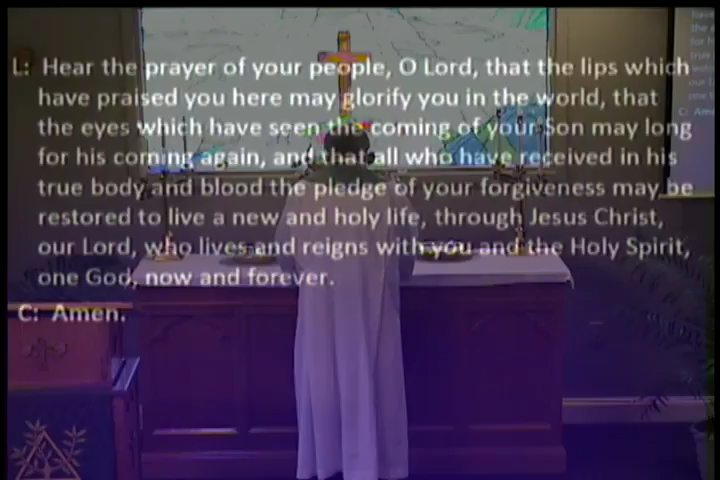 L: Hear the prayer of your people, O Lord, that the lips which
have praised you here may glorify you in the world, that
the eyes which have seen the coming of your Son may long
for his coming again, and that all who have received in his
true body and blood the pledge of your forgiveness may be
restored to live a new and holy life, through Jesus Christ,
our Lord, who lives and reigns with you and the Holy Spirit,
one God, now and forever.
C: Amen.